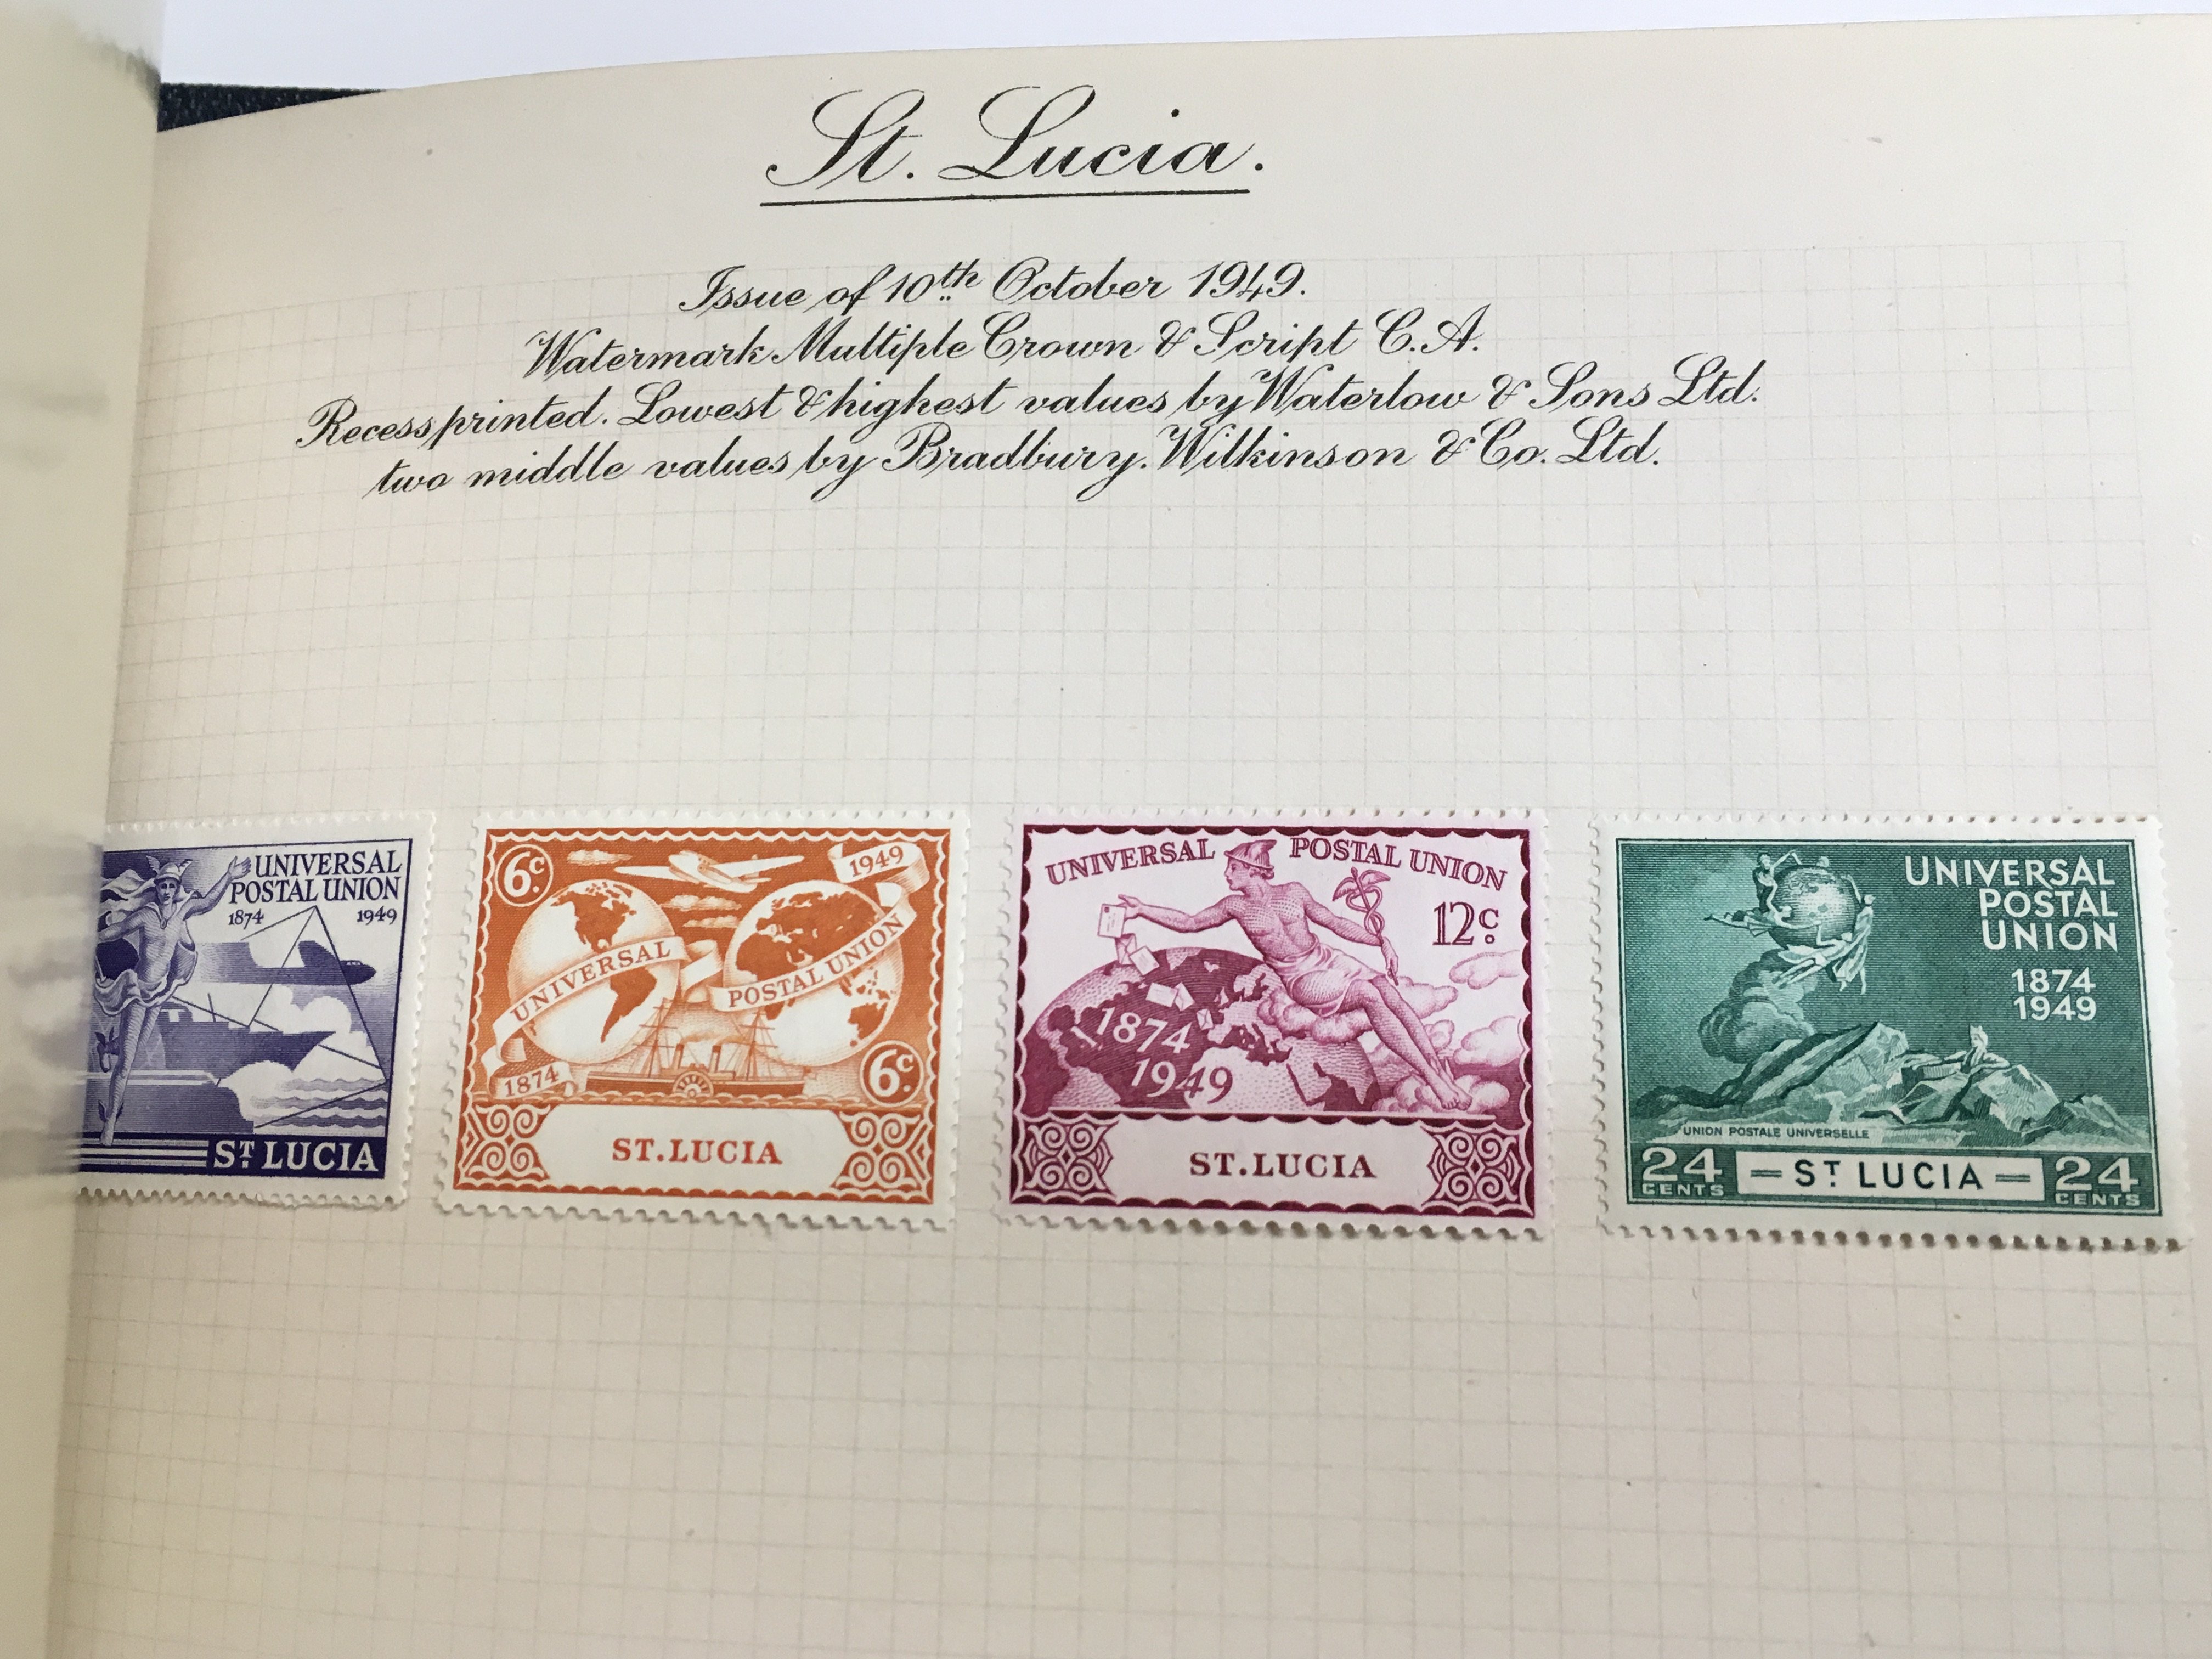 St. Lucia.
Issue of 10th October 1949.
Watermark Multiple Crown & Script C.A.
Recess printed. Lowest & highest values by Waterlow & Sons Ltd.
two middle values by Bradbury. Wilkinson & Co. Ltd.
UNIVERSAL
POSTAL UNION
1874 1949
ST LUCIA
6c
1949
UNIVERSAL POSTAL UNION
1874
6c
ST. LUCIA
UNIVERSAL POSTAL UNION
12c
1874
1949
ST. LUCIA
UNIVERSAL
POSTAL
UNION
1874
1949
UNION POSTALE UNIVERSELLE
24 CENTS
= ST LUCIA =
24 CENTS